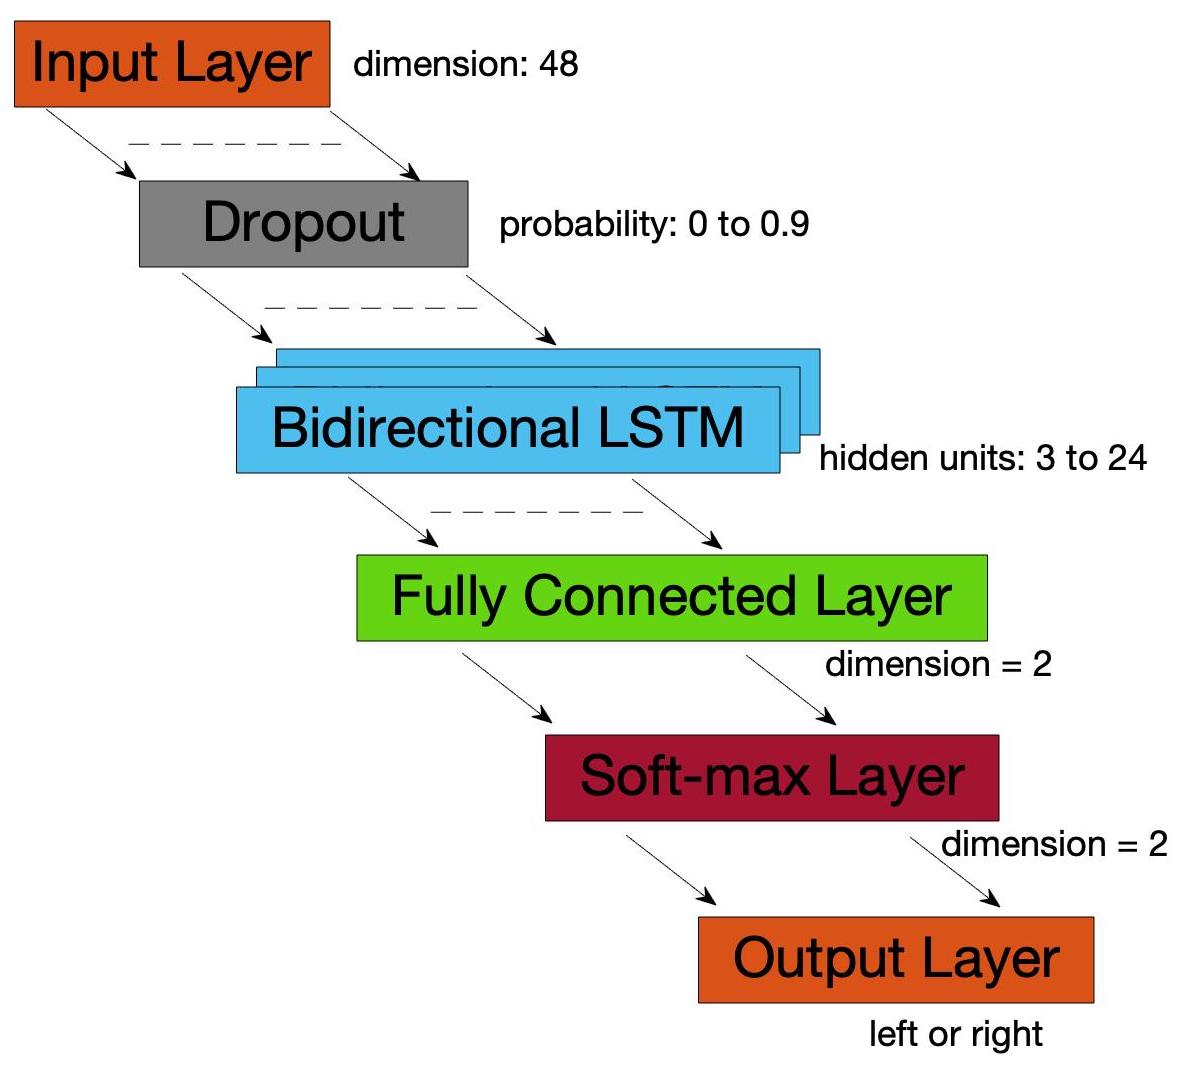 Input Layer
dimension: 48
Dropout
probability: 0 to 0.9
Bidirectional LSTM
hidden units: 3 to 24
Fully Connected Layer
dimension = 2
Soft-max Layer
dimension = 2
Output Layer
left or right